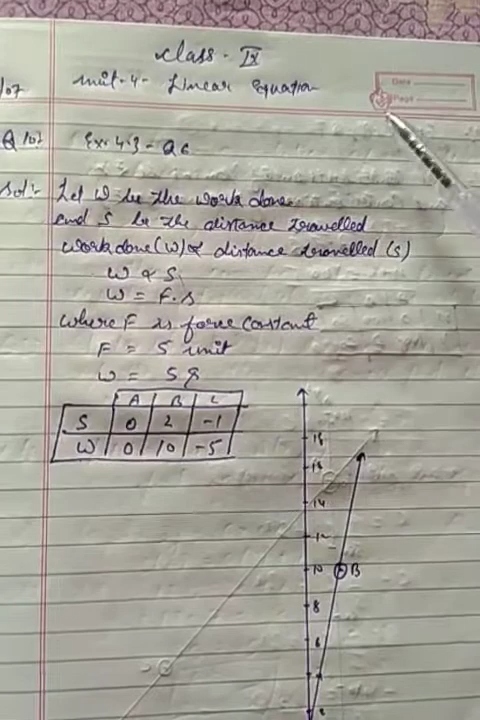 Class - IX
Unit - 4 - Linear Equation
Date
Page
Ex. 4.3 - Q6
Sol:- Let W be the work done
and S be the distance travelled
work done (W) α distance travelled (S)
W α S
W = F.S
where F is force constant
F = 5 unit
W = 5S
A B C
S 0 2 -1
W 0 10 -5
18
16
14
12
10 B
8
6
4
2